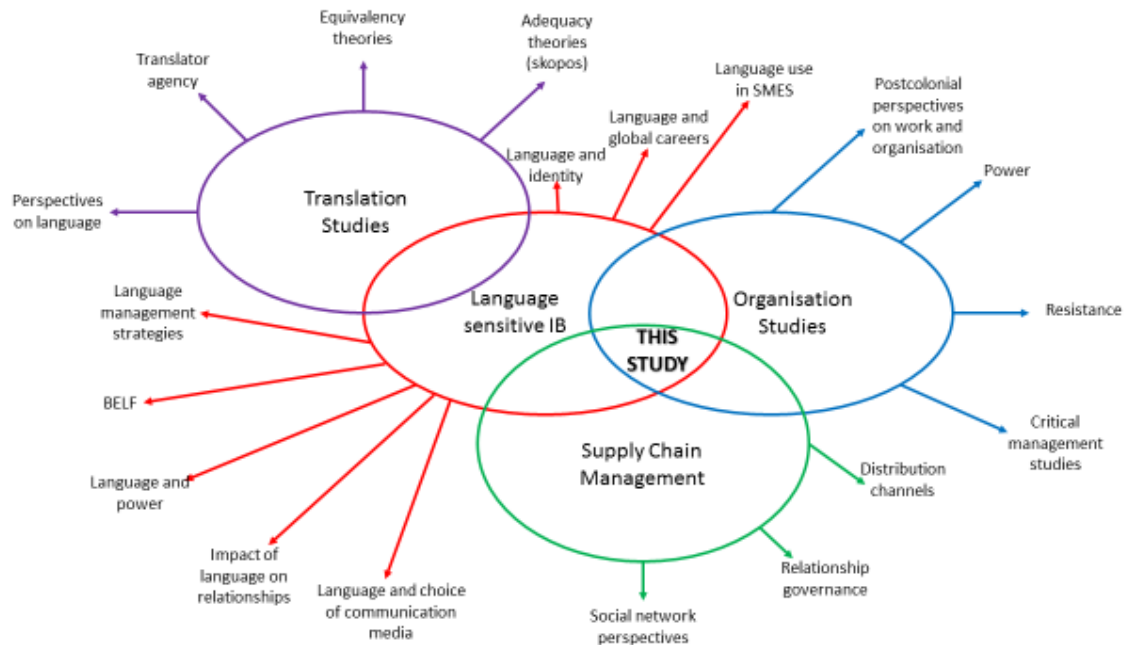 Equivalency
theories
Adequacy
theories
(skopos)
Translator
agency
Language use
in SMES
Postcolonial
perspectives
on work and
organisation
Language and
global careers
Language and
identity
Power
Perspectives
on language
Translation
Studies
Language
management
strategies
Language
sensitive IB
Organisation
Studies
Resistance
THIS
STUDY
BELF
Critical
management
studies
Supply Chain
Management
Distribution
channels
Language and
power
Impact of
language on
relationships
Language and choice
of communication
media
Relationship
governance
Social network
perspectives